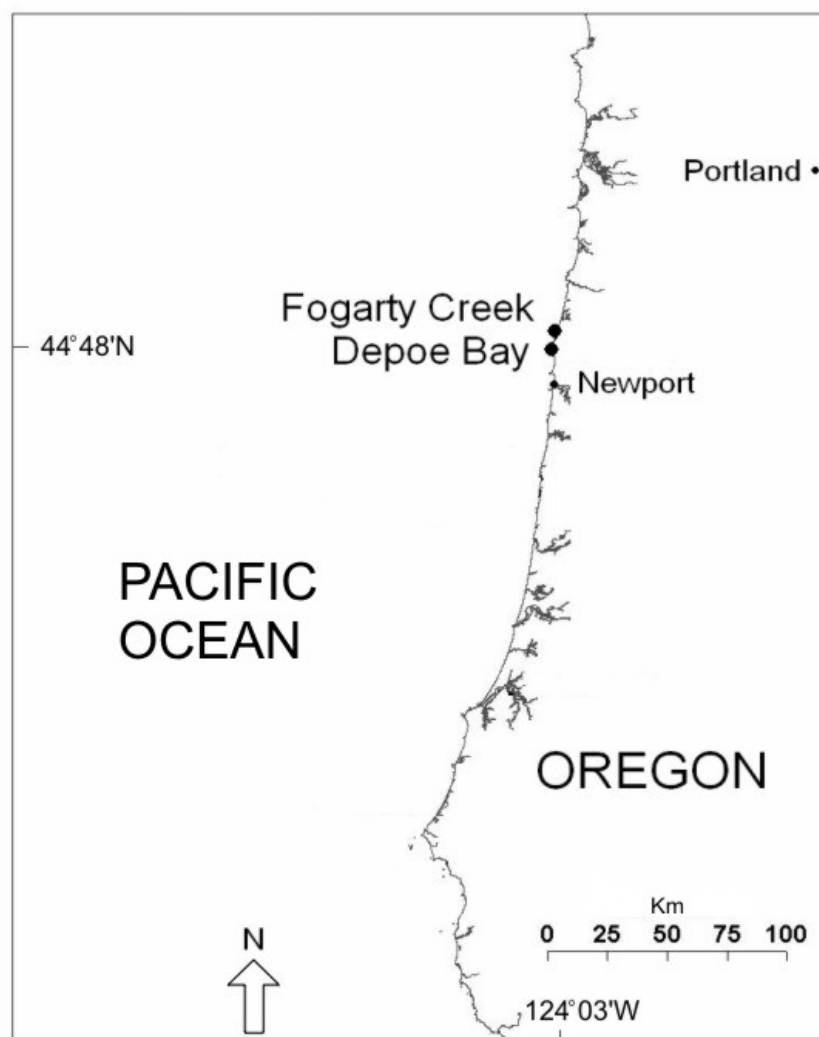 Portland
Fogarty Creek
44°48'N
Depoe Bay
Newport
PACIFIC
OCEAN
OREGON
Km
0 25 50 75 100
N
124°03'W